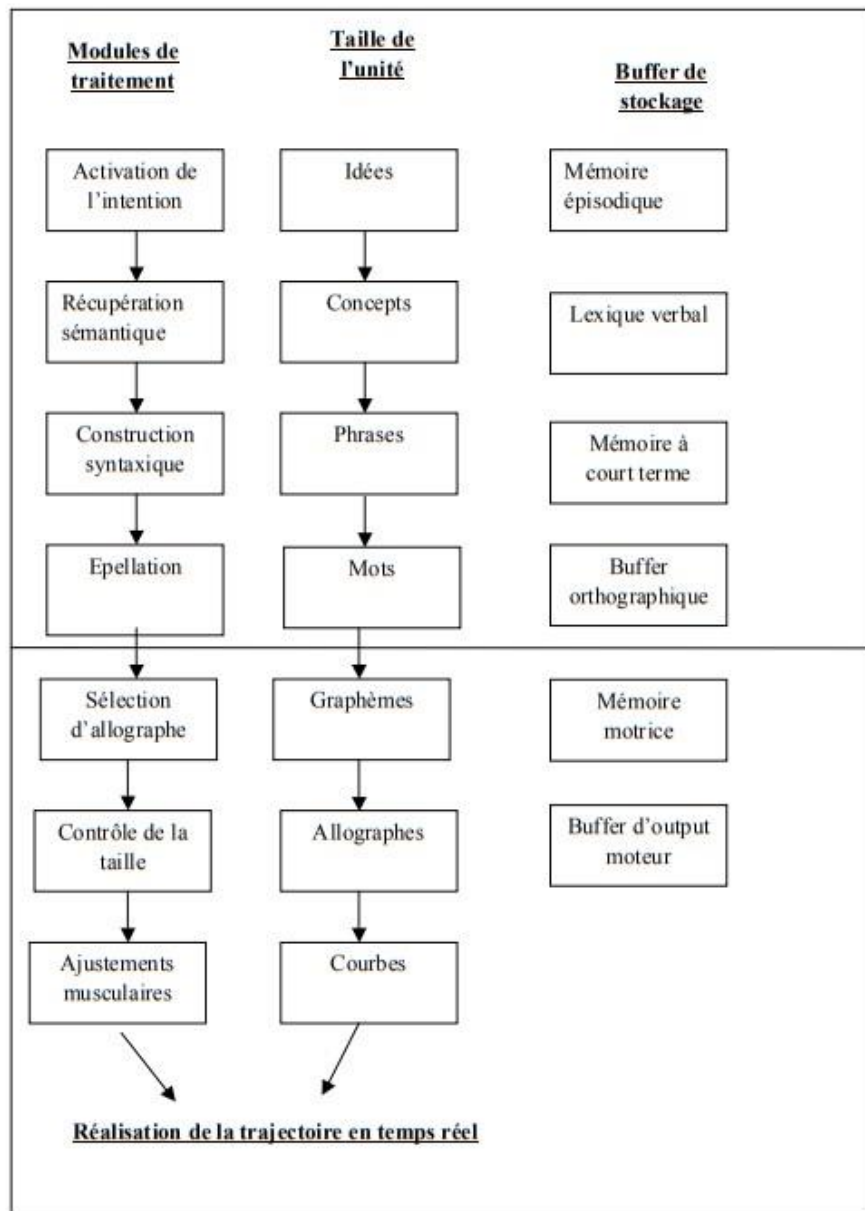 Modules de
traitement
Taille de
l'unité
Buffer de
stockage
Activation de
l'intention
Idées
Mémoire
épisodique
Récupération
sémantique
Concepts
Lexique verbal
Construction
syntaxique
Phrases
Mémoire à
court terme
Epellation
Mots
Buffer
orthographique
Sélection
d'allographe
Graphèmes
Mémoire
motrice
Contrôle de la
taille
Allographes
Buffer d'output
moteur
Ajustements
musculaires
Courbes
Réalisation de la trajectoire en temps réel